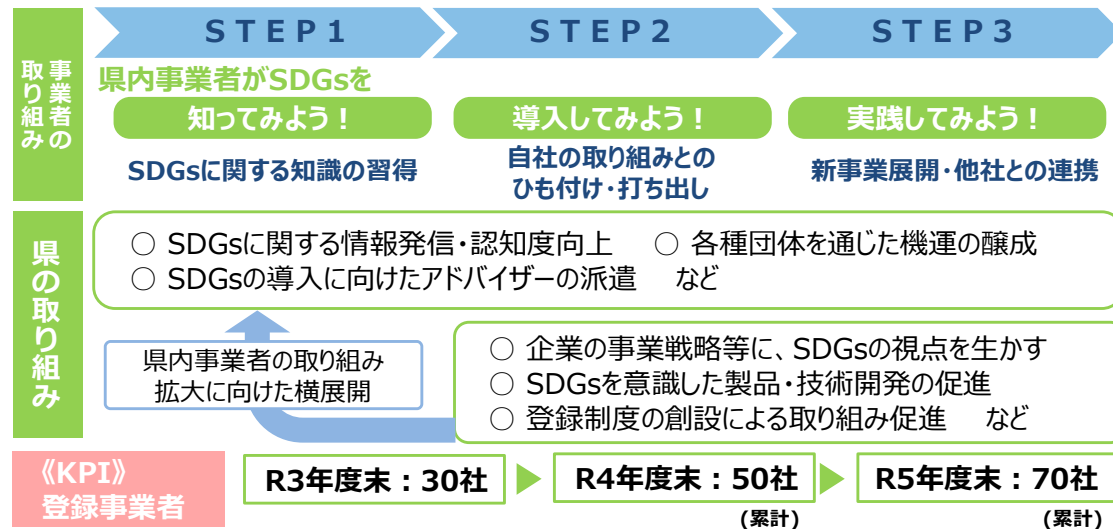 STEP1
STEP2
STEP3
事業者の
取り組み
県内事業者がSDGsを
知ってみよう！
導入してみよう！
実践してみよう！
SDGsに関する知識の習得
自社の取り組みとの
ひも付け・打ち出し
新事業展開・他社との連携
県の取り組み
○ SDGsに関する情報発信・認知度向上　○ 各種団体を通じた機運の醸成
○ SDGsの導入に向けたアドバイザーの派遣　など
県内事業者の取り組み
拡大に向けた横展開
○ 企業の事業戦略等に、SDGsの視点を生かす
○ SDGsを意識した製品・技術開発の促進
○ 登録制度の創設による取り組み促進　など
《KPI》
登録事業者
R3年度末：30社
R4年度末：50社
(累計)
R5年度末：70社
(累計)